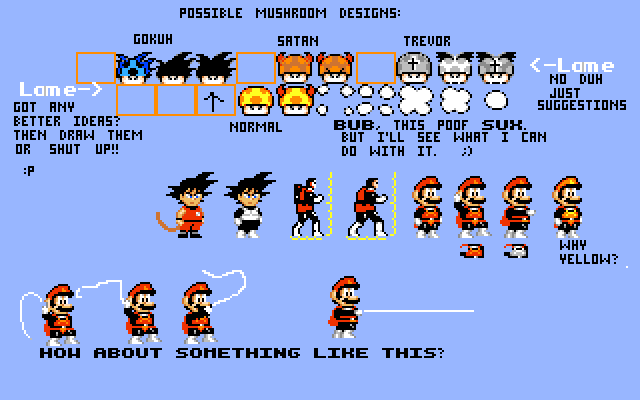 POSSIBLE MUSHROOM DESIGNS:
GOKUH
SATAN
TREVOR
<-Lame
Lame->
NO DUH
JUST
SUGGESTIONS
GOT ANY
BETTER IDEAS?
THEN DRAW THEM
OR SHUT UP!!
:P
NORMAL
BUB. THIS POOF SUX.
BUT I'LL SEE WHAT I CAN
DO WITH IT. ;)
WHY
YELLOW?
HOW ABOUT SOMETHING LIKE THIS?